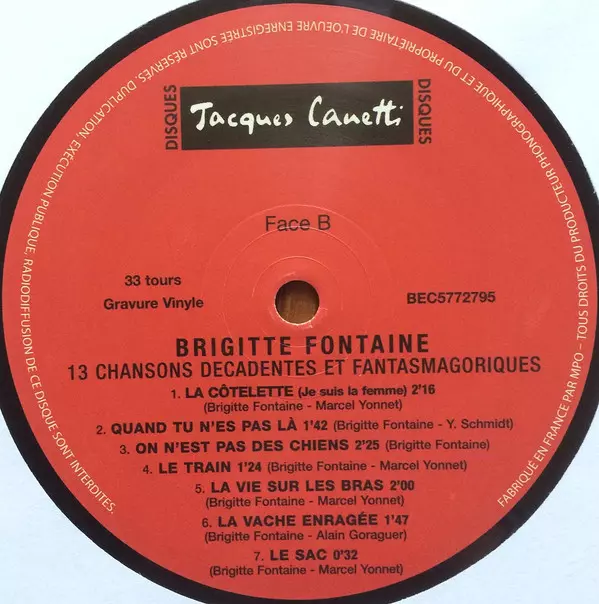 DISQUES
Jacques Canetti
DISQUES
Face B
33 tours
Gravure Vinyle
BEC5772795
BRIGITTE FONTAINE
13 CHANSONS DECADENTES ET FANTASMAGORIQUES
1. LA CÔTELETTE (Je suis la femme) 2'16
(Brigitte Fontaine - Marcel Yonnet)
2. QUAND TU N'ES PAS LÀ 1'42 (Brigitte Fontaine - Y. Schmidt)
3. ON N'EST PAS DES CHIENS 2'25 (Brigitte Fontaine)
4. LE TRAIN 1'24 (Brigitte Fontaine - Marcel Yonnet)
5. LA VIE SUR LES BRAS 2'00
(Brigitte Fontaine - Marcel Yonnet)
6. LA VACHE ENRAGÉE 1'47
(Brigitte Fontaine - Alain Goraguer)
7. LE SAC 0'32
(Brigitte Fontaine - Marcel Yonnet)
FABRIQUÉ EN FRANCE PAR MPO – TOUS DROITS DU PRODUCTEUR PHONOGRAPHIQUE ET DU PROPRIÉTAIRE DE L'OEUVRE ENREGISTRÉE SONT RÉSERVÉS. DUPLICATION, EXÉCUTION PUBLIQUE, RADIODIFFUSION DE CE DISQUE SONT INTERDITES.